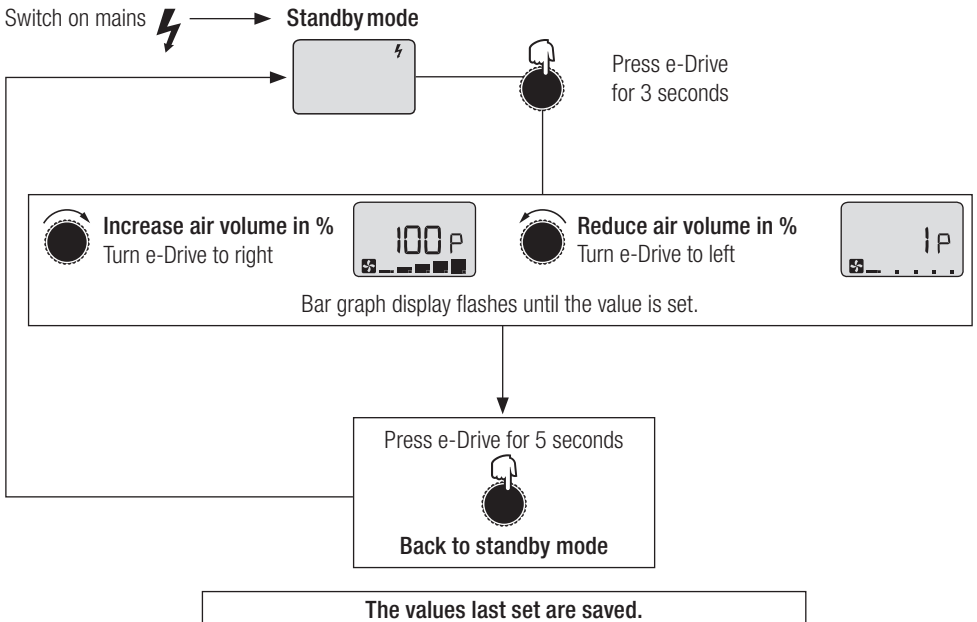 Switch on mains
Standby mode
Press e-Drive
for 3 seconds
Increase air volume in %
Turn e-Drive to right
100 P
Reduce air volume in %
Turn e-Drive to left
1 P
Bar graph display flashes until the value is set.
Press e-Drive for 5 seconds
Back to standby mode
The values last set are saved.